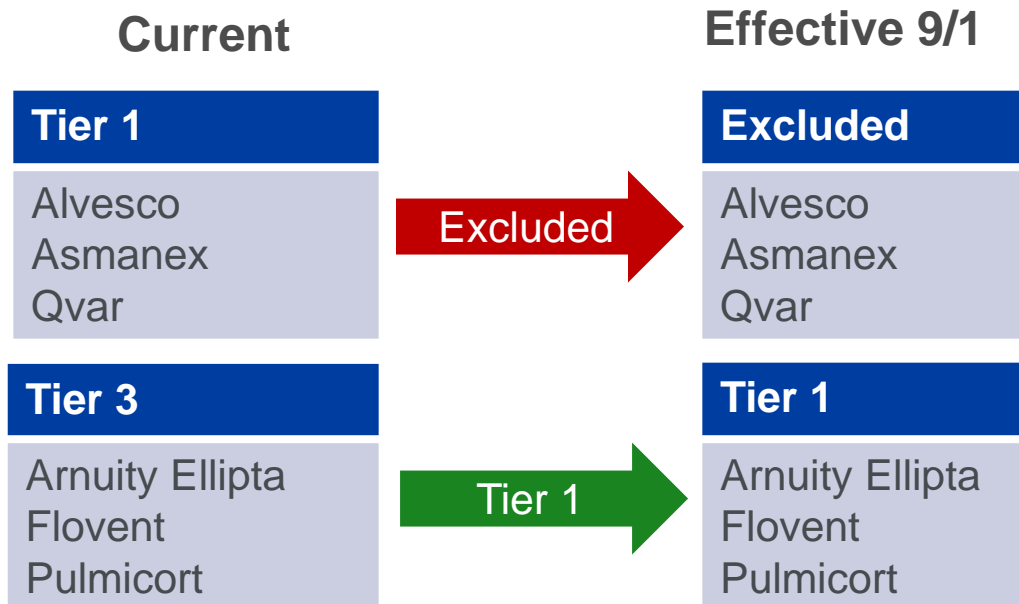 Current
Effective 9/1
Tier 1
Excluded
Alvesco
Asmanex
Qvar
Excluded
Alvesco
Asmanex
Qvar
Tier 3
Tier 1
Arnuity Ellipta
Flovent
Pulmicort
Tier 1
Arnuity Ellipta
Flovent
Pulmicort